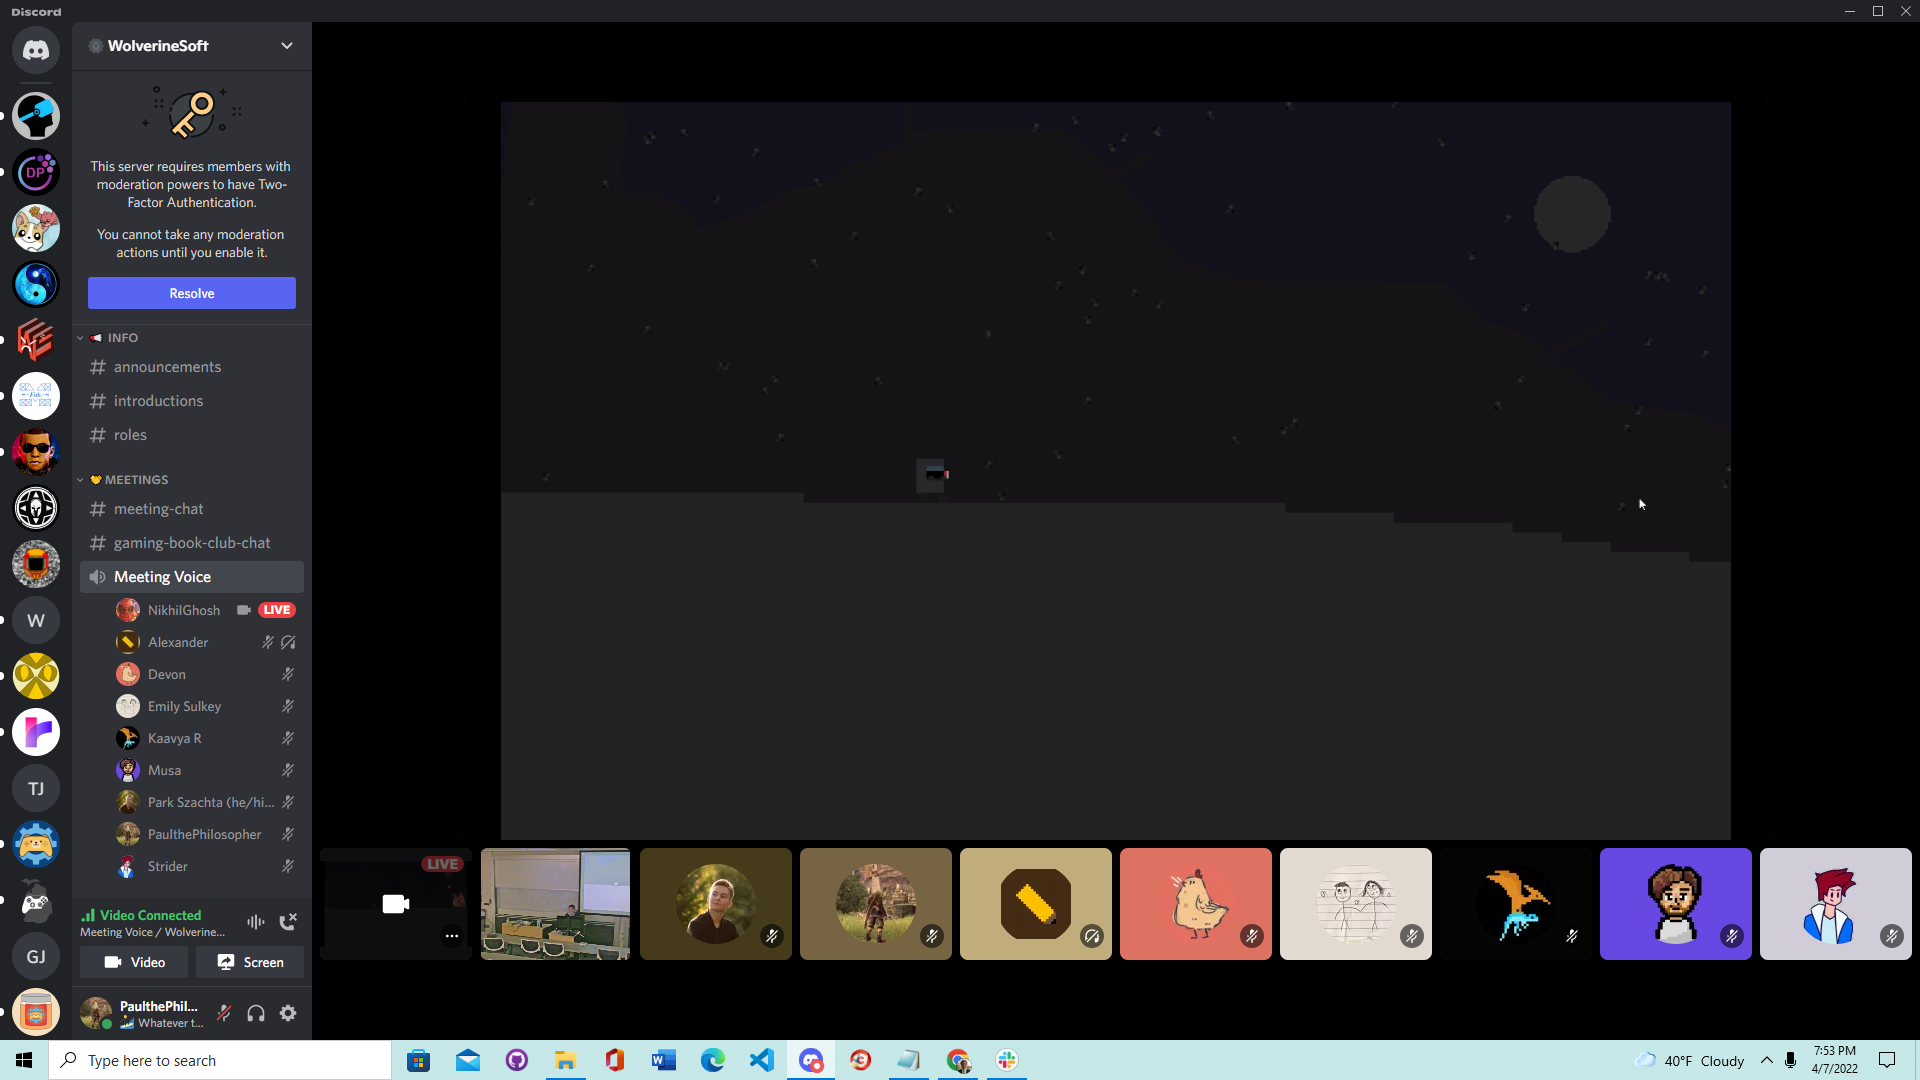 Discord
WolverineSoft
This server requires members with
moderation powers to have Two-
Factor Authentication.
You cannot take any moderation
actions until you enable it.
Resolve
INFO
announcements
introductions
roles
MEETINGS
meeting-chat
gaming-book-club-chat
Meeting Voice
NikhilGhosh
LIVE
Alexander
Devon
Emily Sulkey
Kaavya R
Musa
Park Szachta (he/hi...
PaulthePhilosopher
Strider
Video Connected
Meeting Voice / Wolverine...
Video
Screen
PaulthePhil...
Whatever t...
DP
W
TJ
GJ
LIVE
Type here to search
40°F Cloudy
7:53 PM
4/7/2022